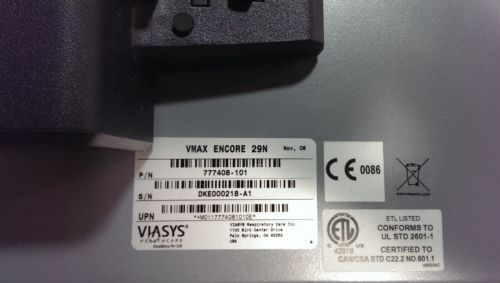 VMAX ENCORE 29N Nov, 08
P/N 777408-101
S/N DKE000218-A1
UPN *+M0117774081010E*
VIASYS
HEALTHCARE
VIASYS Respiratory Care Inc.
1100 Bird Center Drive
Palm Springs, CA 92262
USA
CE 0086
ETL LISTED
CONFORMS TO
UL STD 2601-1
CERTIFIED TO
CAN/CSA STD C22.2 NO.601.1
ETL